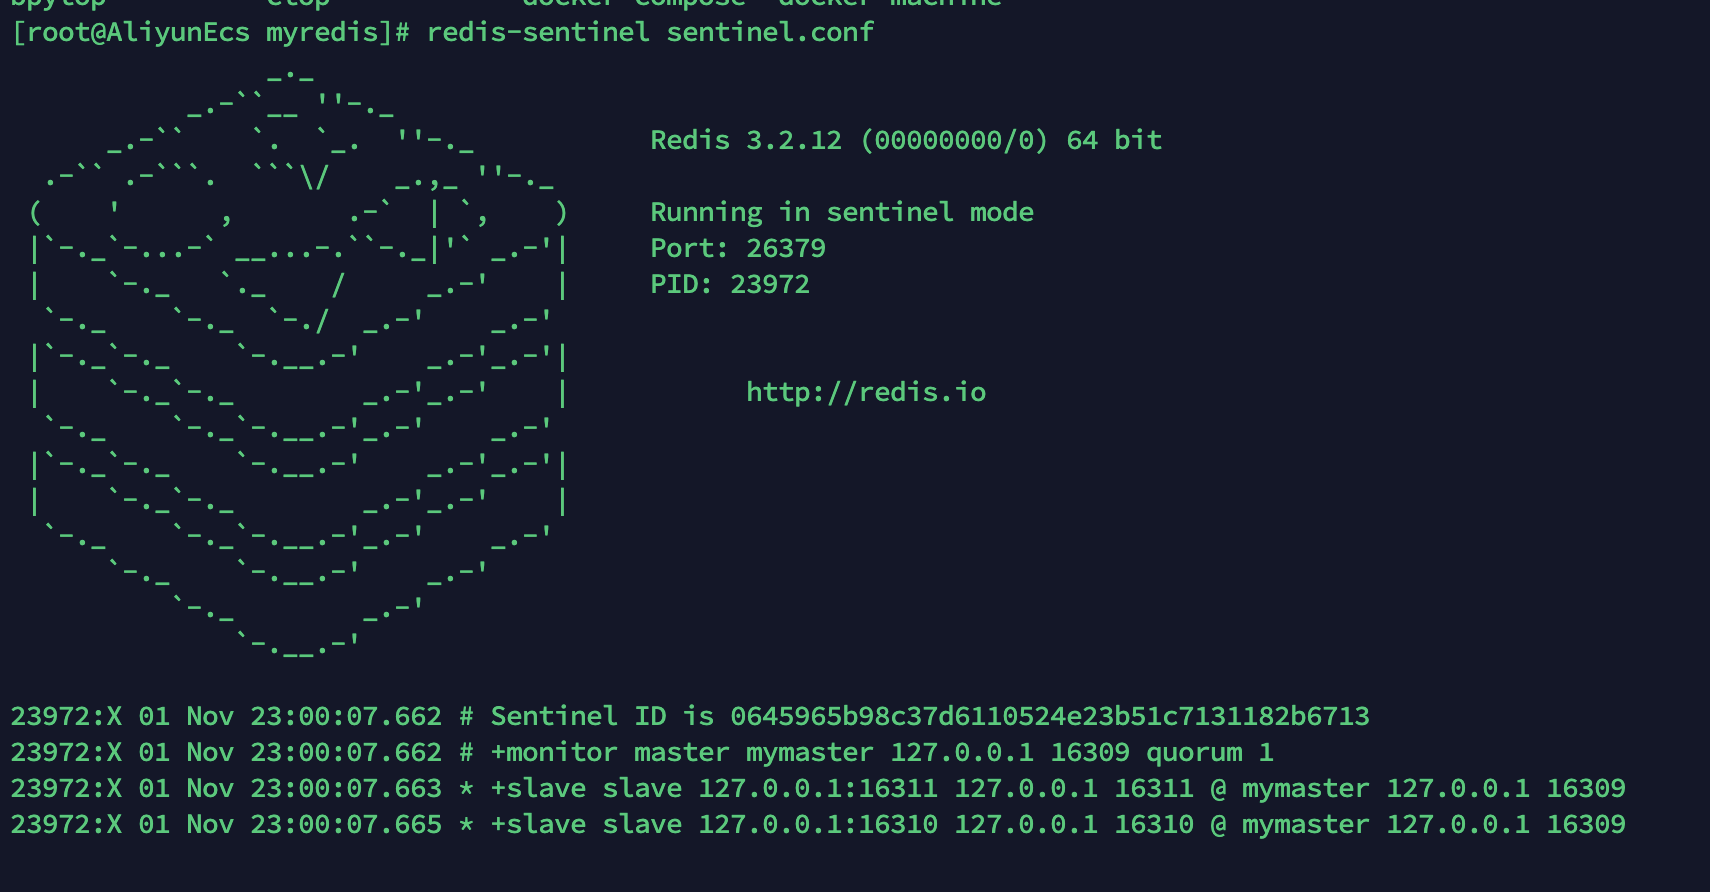 [root@AliyunEcs myredis]# redis-sentinel sentinel.conf
Redis 3.2.12 (00000000/0) 64 bit
Running in sentinel mode
Port: 26379
PID: 23972
http://redis.io
23972:X 01 Nov 23:00:07.662 # Sentinel ID is 0645965b98c37d6110524e23b51c7131182b6713
23972:X 01 Nov 23:00:07.662 # +monitor master mymaster 127.0.0.1 16309 quorum 1
23972:X 01 Nov 23:00:07.663 * +slave slave 127.0.0.1:16311 127.0.0.1 16311 @ mymaster 127.0.0.1 16309
23972:X 01 Nov 23:00:07.665 * +slave slave 127.0.0.1:16310 127.0.0.1 16310 @ mymaster 127.0.0.1 16309